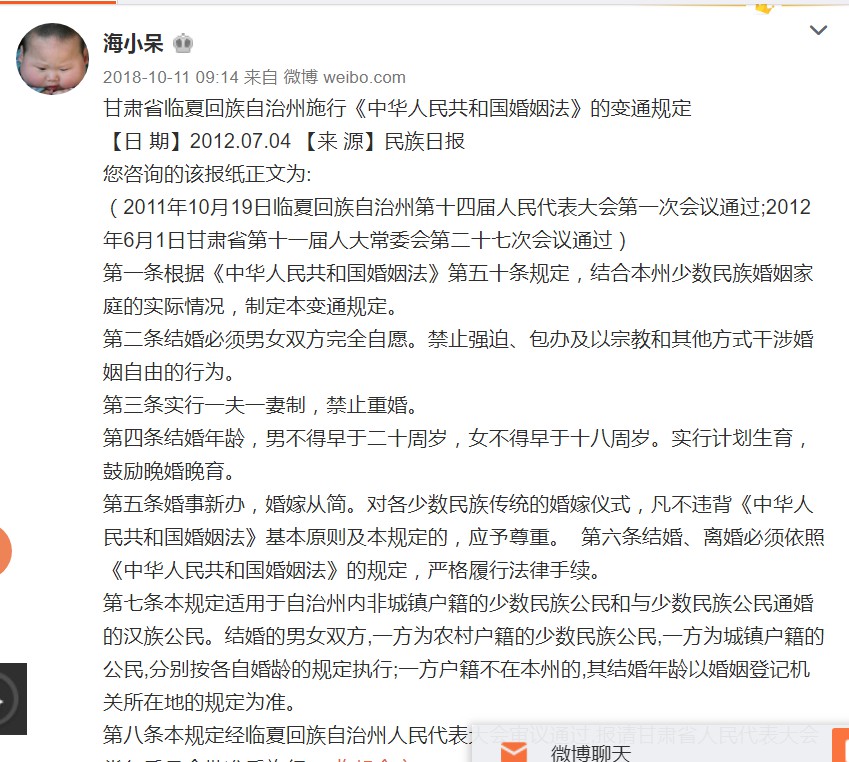 海小呆
2018-10-11 09:14 来自 微博 weibo.com
甘肃省临夏回族自治州施行《中华人民共和国婚姻法》的变通规定
【日 期】2012.07.04 【来 源】民族日报
您咨询的该报纸正文为:
（2011年10月19日临夏回族自治州第十四届人民代表大会第一次会议通过;2012
年6月1日甘肃省第十一届人大常委会第二十七次会议通过）
第一条根据《中华人民共和国婚姻法》第五十条规定，结合本州少数民族婚姻家
庭的实际情况，制定本变通规定。
第二条结婚必须男女双方完全自愿。禁止强迫、包办及以宗教和其他方式干涉婚
姻自由的行为。
第三条实行一夫一妻制，禁止重婚。
第四条结婚年龄，男不得早于二十周岁，女不得早于十八周岁。实行计划生育，
鼓励晚婚晚育。
第五条婚事新办，婚嫁从简。对各少数民族传统的婚嫁仪式，凡不违背《中华人
民共和国婚姻法》基本原则及本规定的，应予尊重。 第六条结婚、离婚必须依照
《中华人民共和国婚姻法》的规定，严格履行法律手续。
第七条本规定适用于自治州内非城镇户籍的少数民族公民和与少数民族公民通婚
的汉族公民。结婚的男女双方,一方为农村户籍的少数民族公民,一方为城镇户籍的
公民,分别按各自婚龄的规定执行;一方户籍不在本州的,其结婚年龄以婚姻登记机
关所在地的规定为准。
第八条本规定经临夏回族自治州人民代表大会审议通过,报请甘肃省人民代表大会
微博聊天